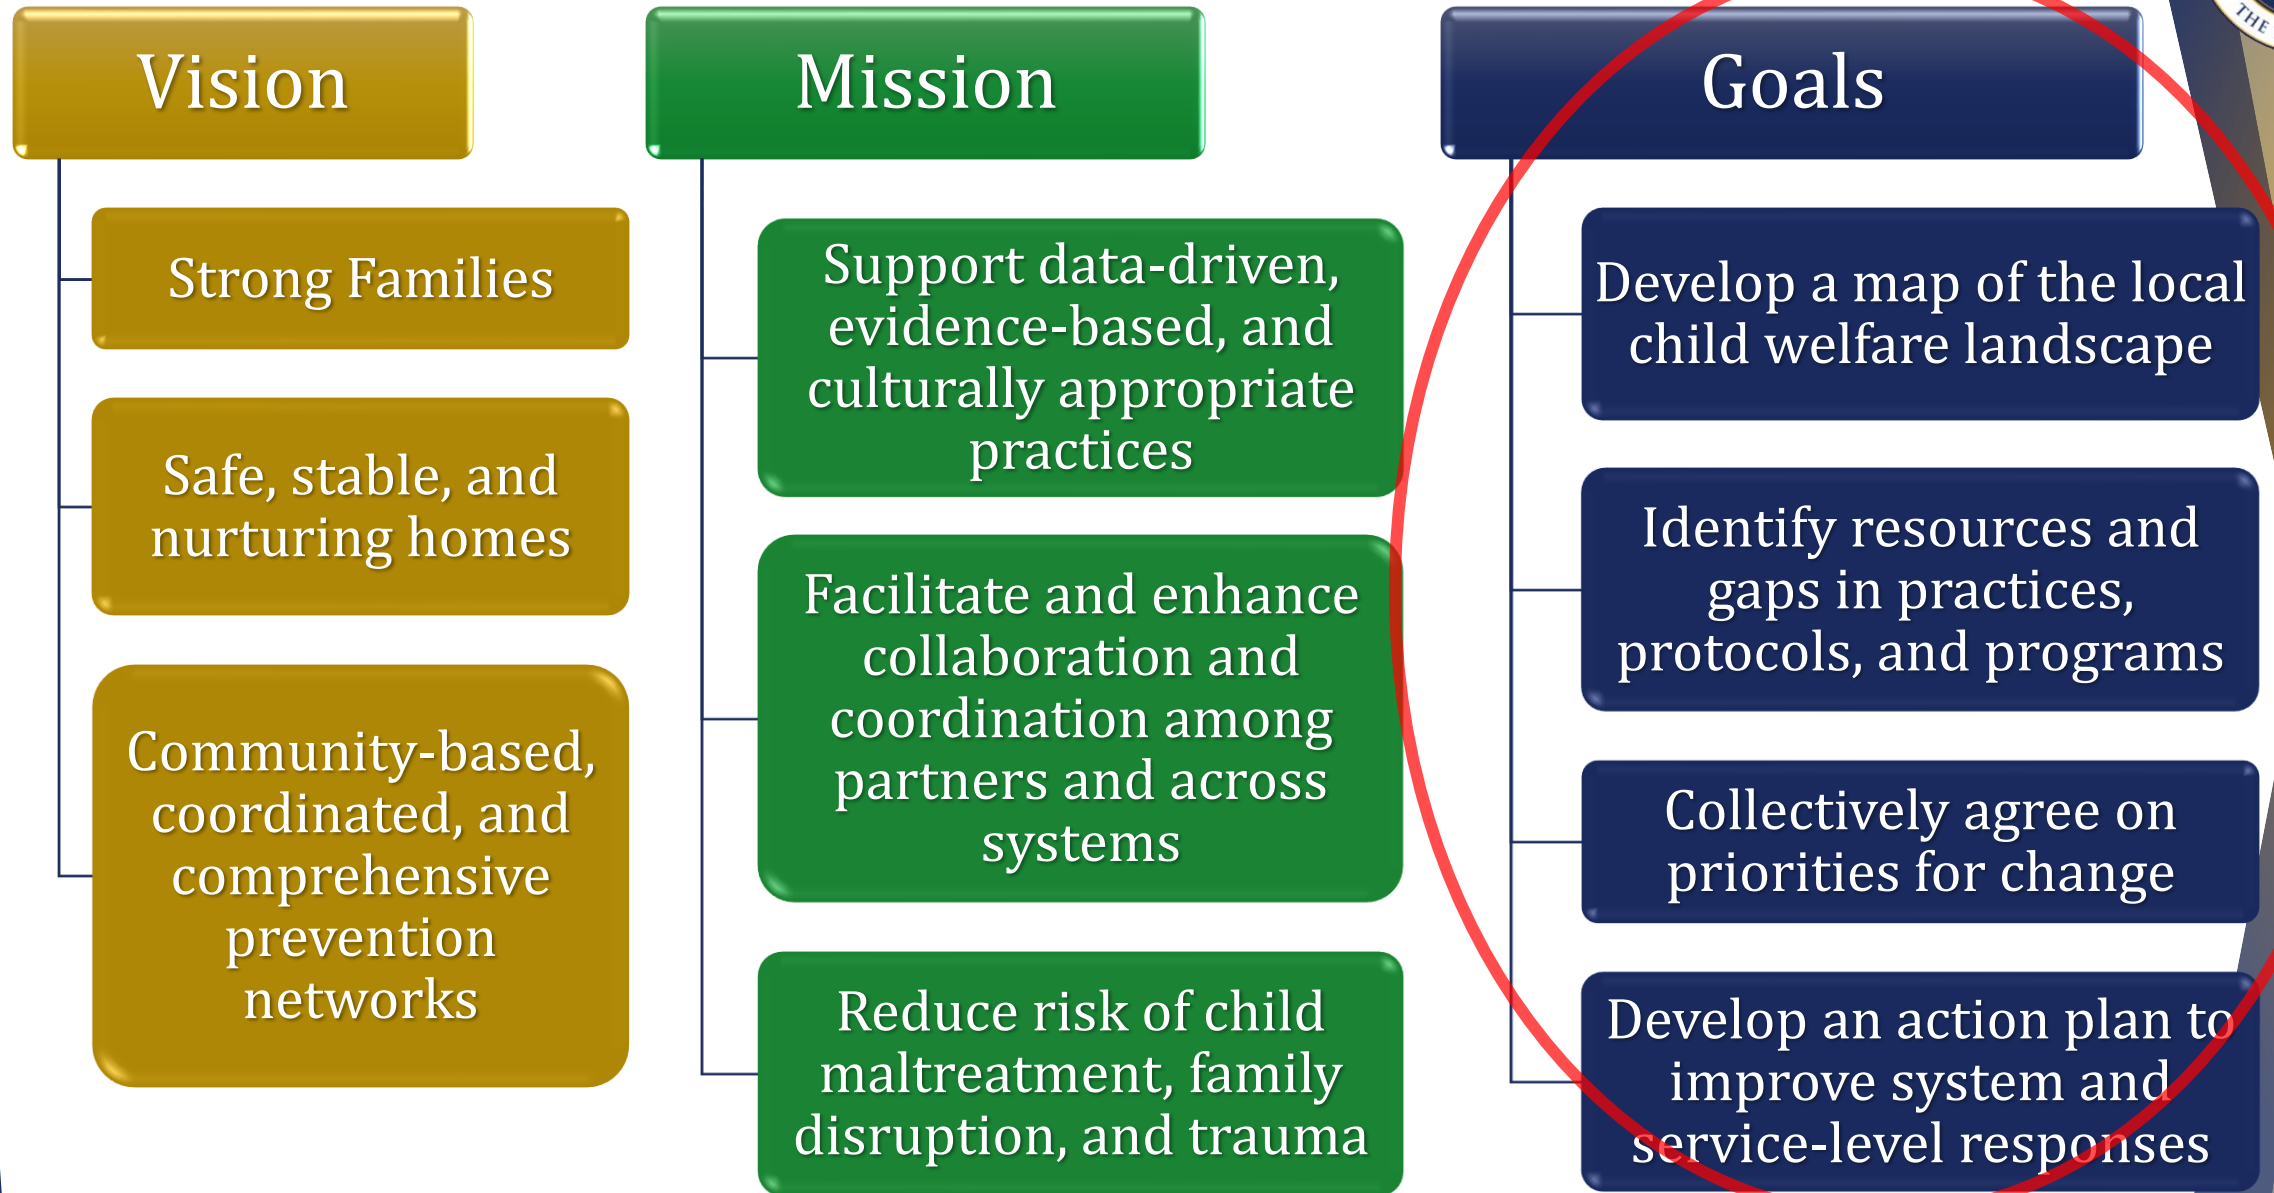 Vision
Strong Families
Safe, stable, and
nurturing homes
Community-based,
coordinated, and
comprehensive
prevention
networks
Mission
Support data-driven,
evidence-based, and
culturally appropriate
practices
Facilitate and enhance
collaboration and
coordination among
partners and across
systems
Reduce risk of child
maltreatment, family
disruption, and trauma
Goals
Develop a map of the local
child welfare landscape
Identify resources and
gaps in practices,
protocols, and programs
Collectively agree on
priorities for change
Develop an action plan to
improve system and
service-level responses
THE